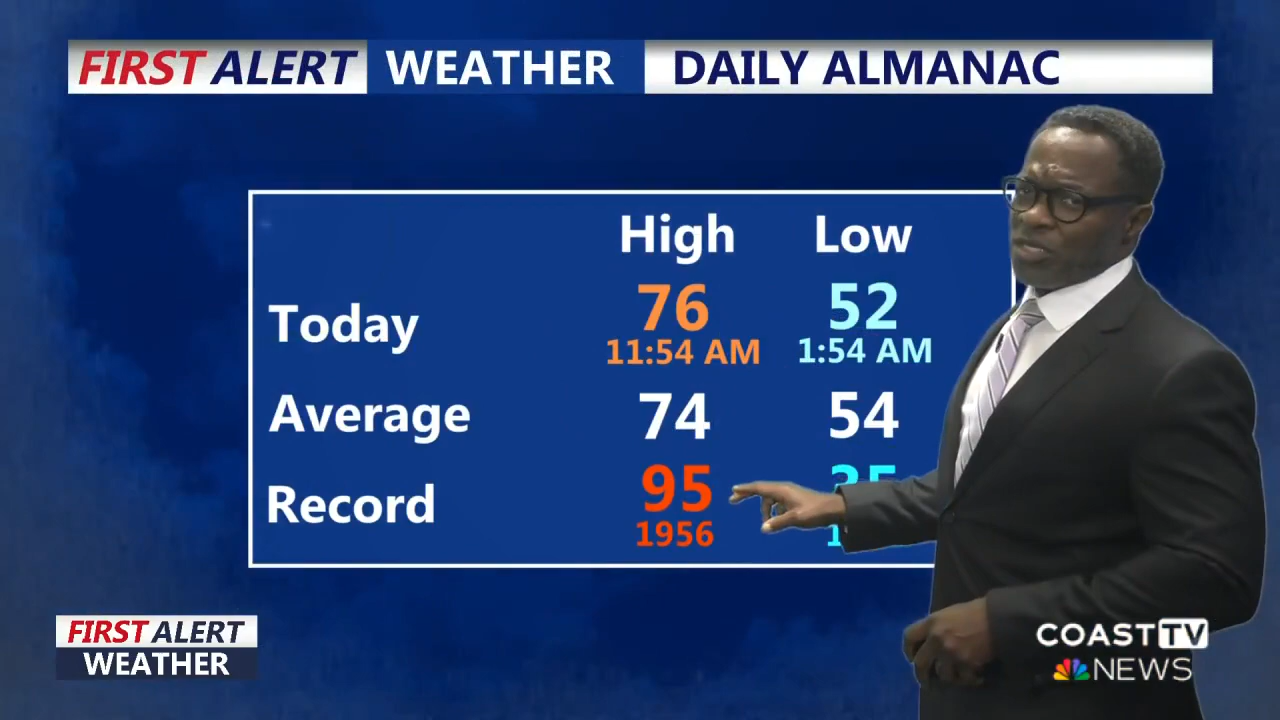 FIRST ALERT WEATHER DAILY ALMANAC
High Low
Today 76 52
11:54 AM 1:54 AM
Average 74 54
Record 95
1956
FIRST ALERT
WEATHER
COAST TV
NEWS